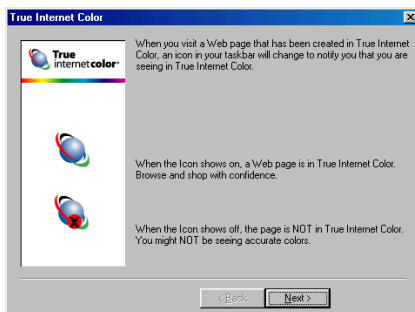 True Internet Color
True
internetcolor
When you visit a Web page that has been created in True Internet
Color, an icon in your taskbar will change to notify you that you are
seeing in True Internet Color.
When the Icon shows on, a Web page is in True Internet Color.
Browse and shop with confidence.
When the Icon shows off, the page is NOT in True Internet Color.
You might NOT be seeing accurate colors.
< Back
Next >